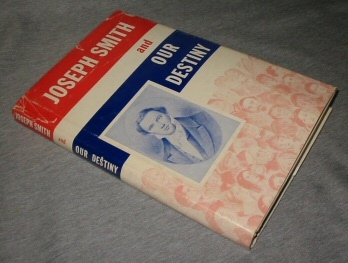 JOSEPH SMITH
and
OUR
DESTINY
JOSEPH SMITH
and
OUR DESTINY